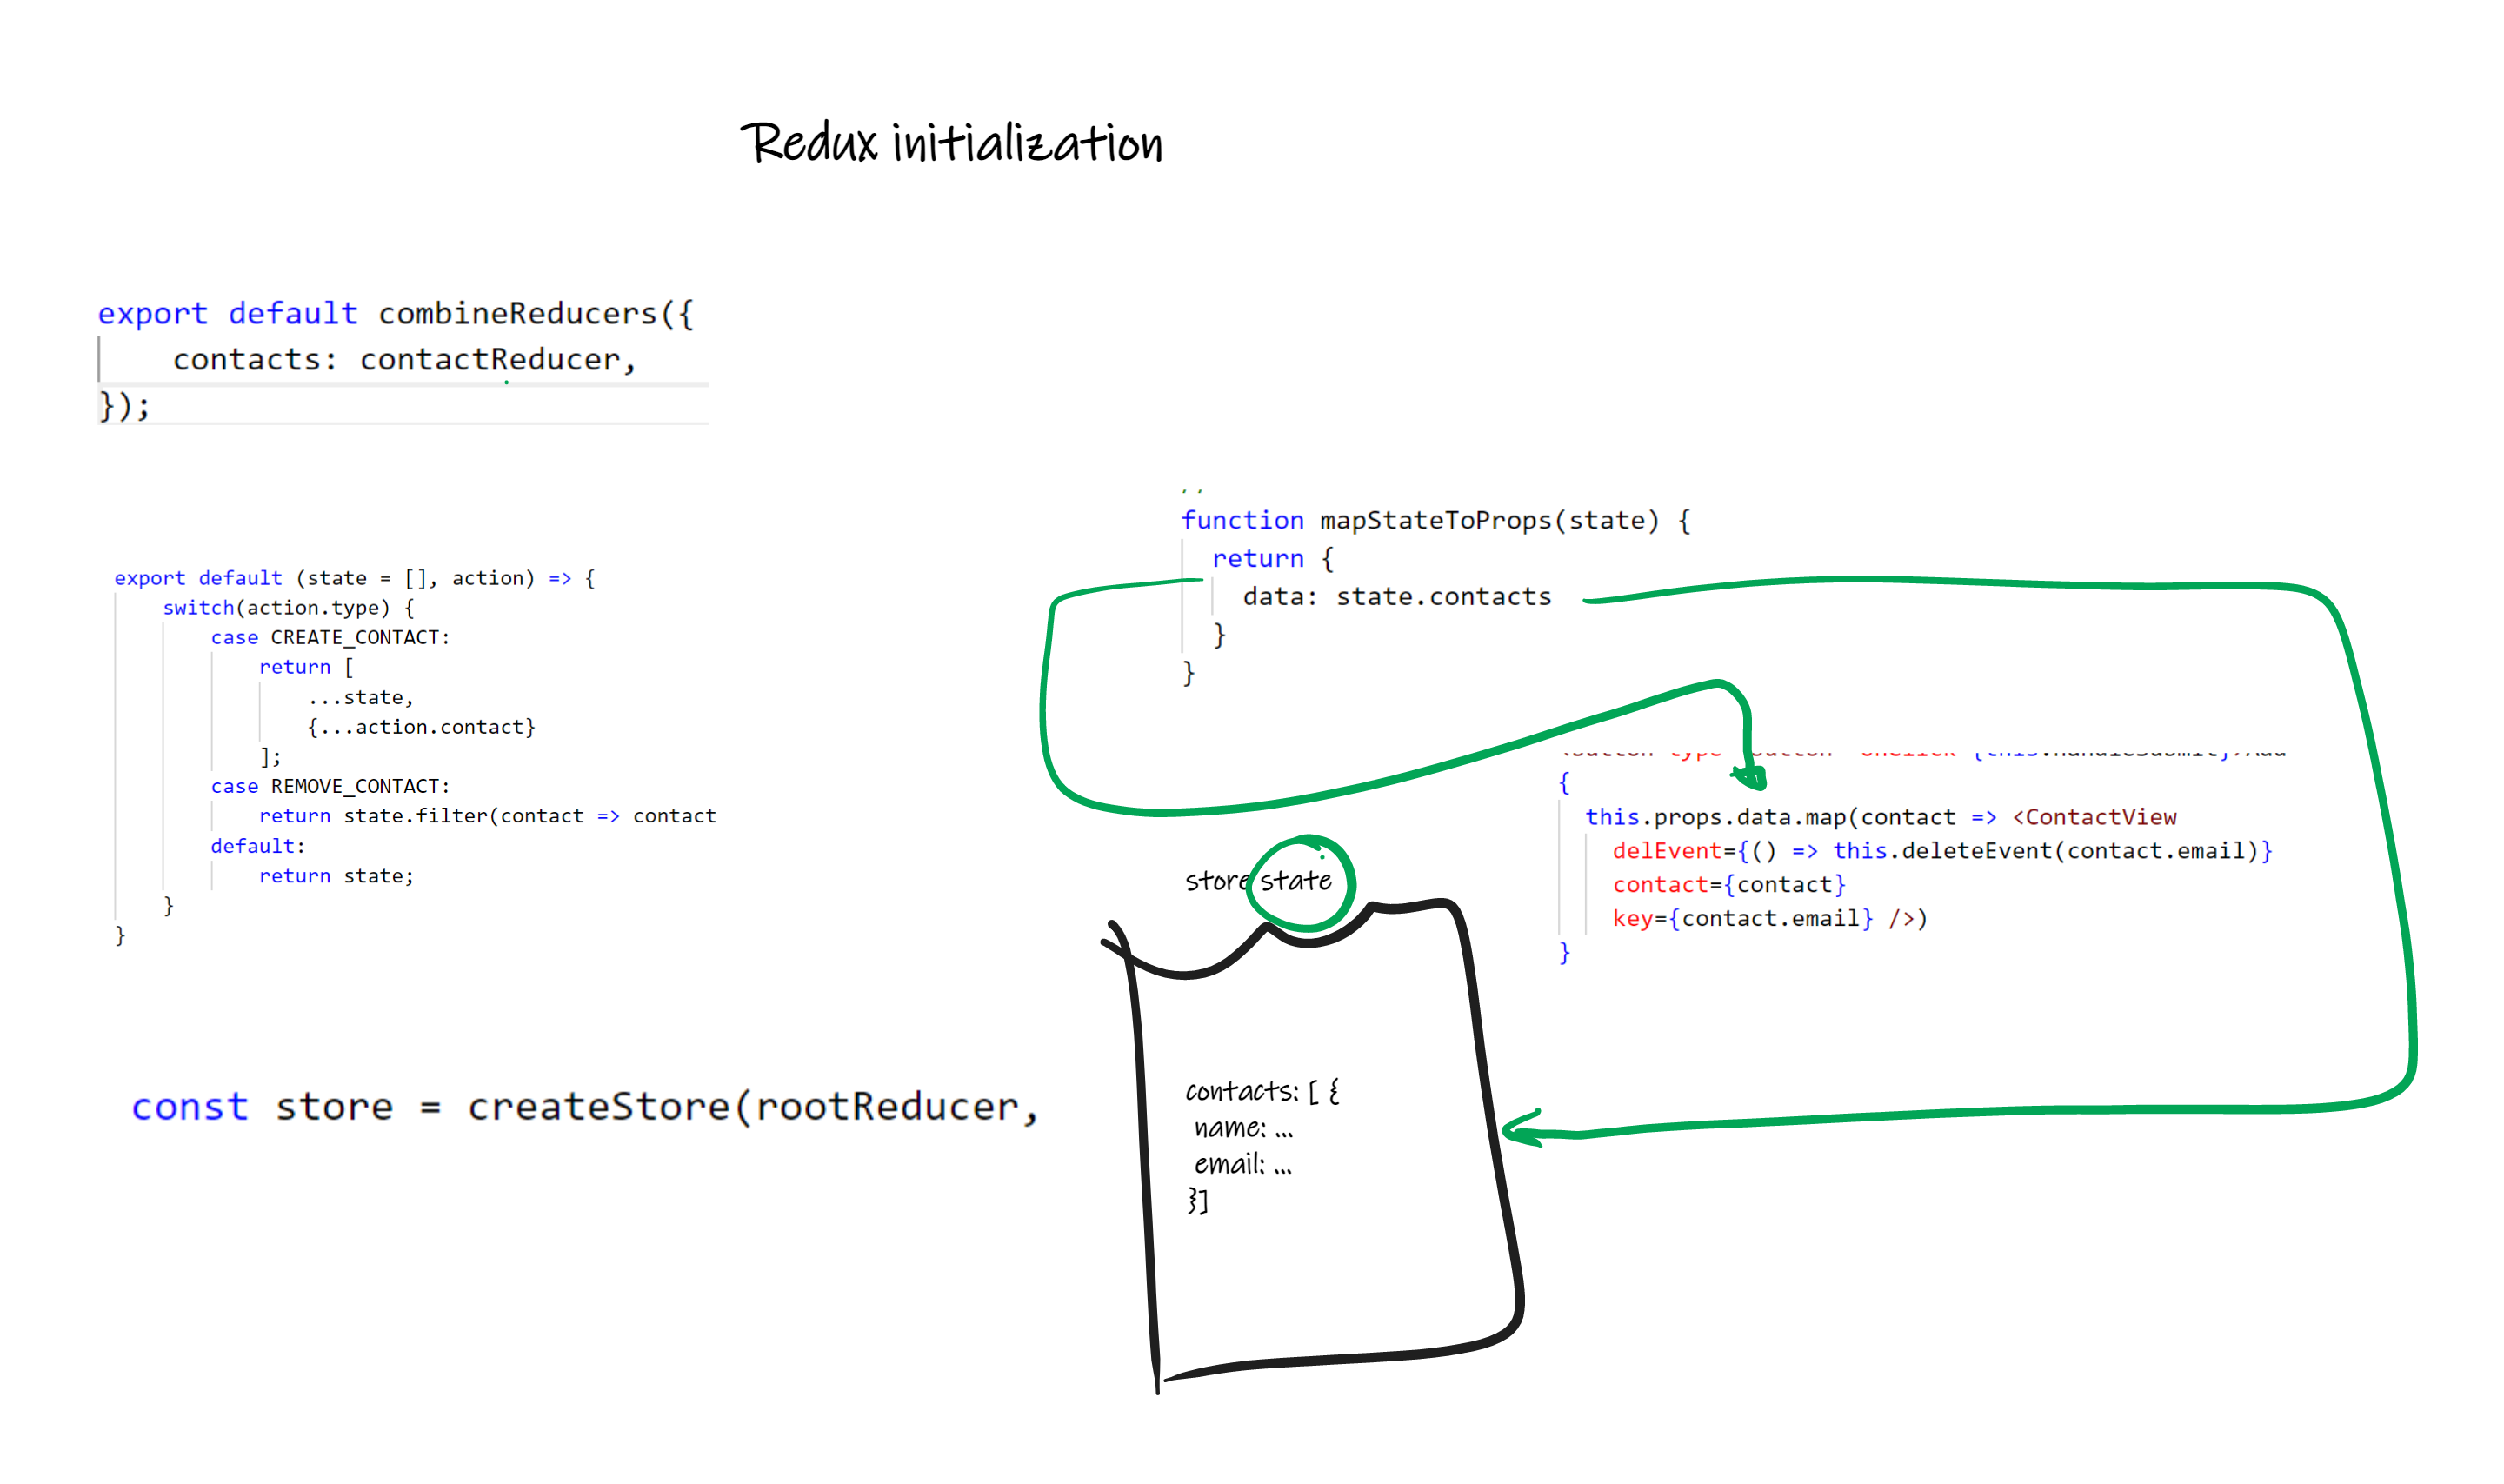 Redux initialization
export default combineReducers({
    contacts: contactReducer,
});
export default (state = [], action) => {
    switch(action.type) {
        case CREATE_CONTACT:
            return [
                ...state,
                {...action.contact}
            ];
        case REMOVE_CONTACT:
            return state.filter(contact => contact
        default:
            return state;
    }
}
const store = createStore(rootReducer,
function mapStateToProps(state) {
  return {
    data: state.contacts
  }
}
{
  this.props.data.map(contact => <ContactView
    delEvent={() => this.deleteEvent(contact.email)}
    contact={contact}
    key={contact.email} />)
}
store state
contacts: [ {
name: ...
email: ...
}]